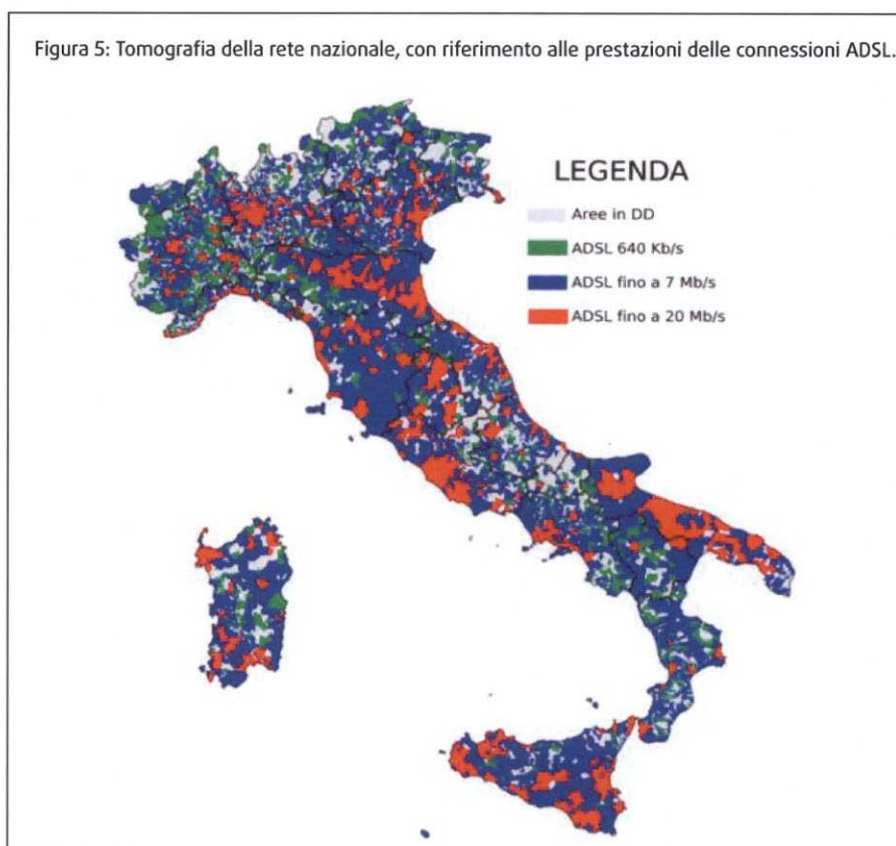 Figura 5: Tomografia della rete nazionale, con riferimento alle prestazioni delle connessioni ADSL.
LEGENDA
Aree in DD
ADSL 640 Kb/s
ADSL fino a 7 Mb/s
ADSL fino a 20 Mb/s